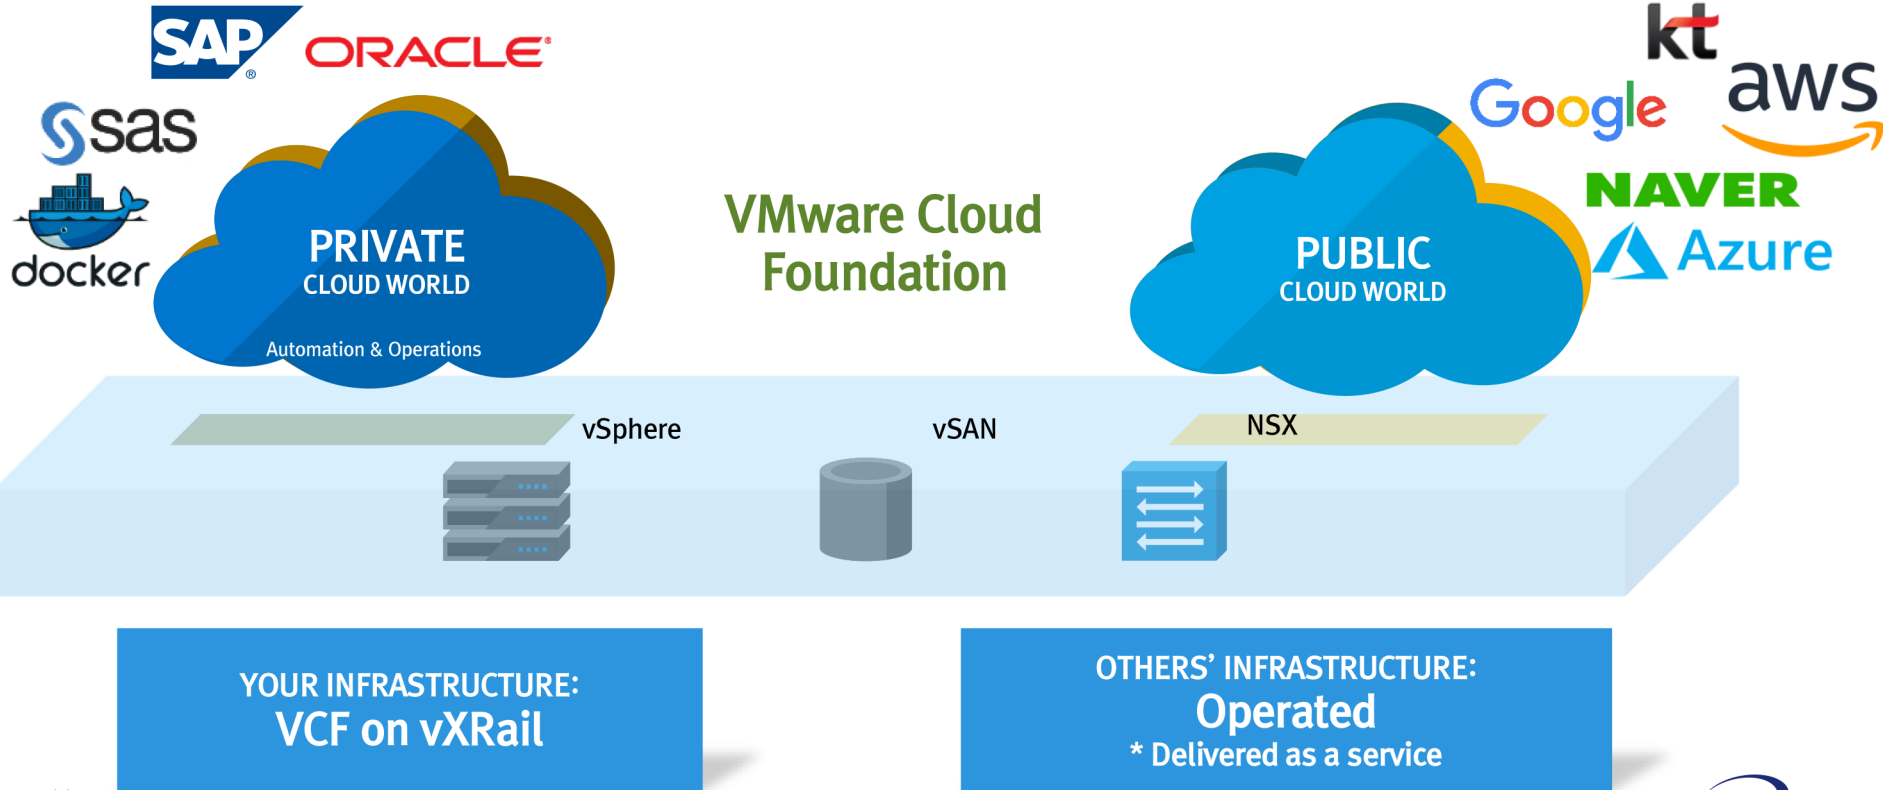 SAP
®
ORACLE®
sas
docker
PRIVATE
CLOUD WORLD
Automation & Operations
VMware Cloud
Foundation
kt
aws
Google
NAVER
Azure
PUBLIC
CLOUD WORLD
vSphere
vSAN
NSX
YOUR INFRASTRUCTURE:
VCF on vXRail
OTHERS’ INFRASTRUCTURE:
Operated
* Delivered as a service